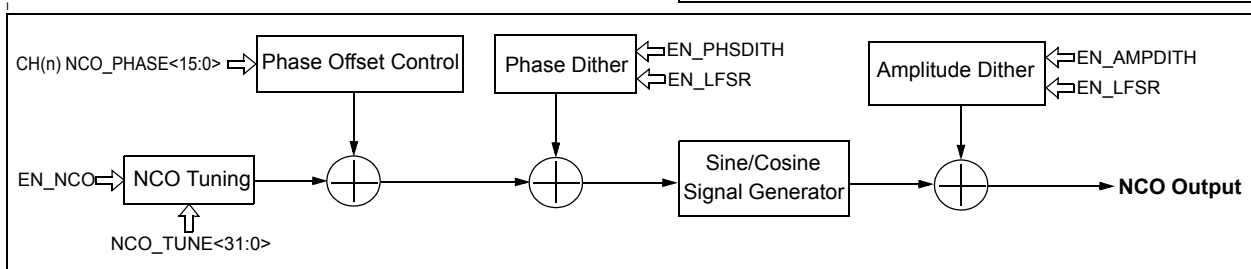 CH(n) NCO_PHASE<15:0>
Phase Offset Control
Phase Dither
EN_PHSDITH
EN_LFSR
Amplitude Dither
EN_AMPDITH
EN_LFSR
EN_NCO
NCO Tuning
NCO_TUNE<31:0>
Sine/Cosine
Signal Generator
NCO Output